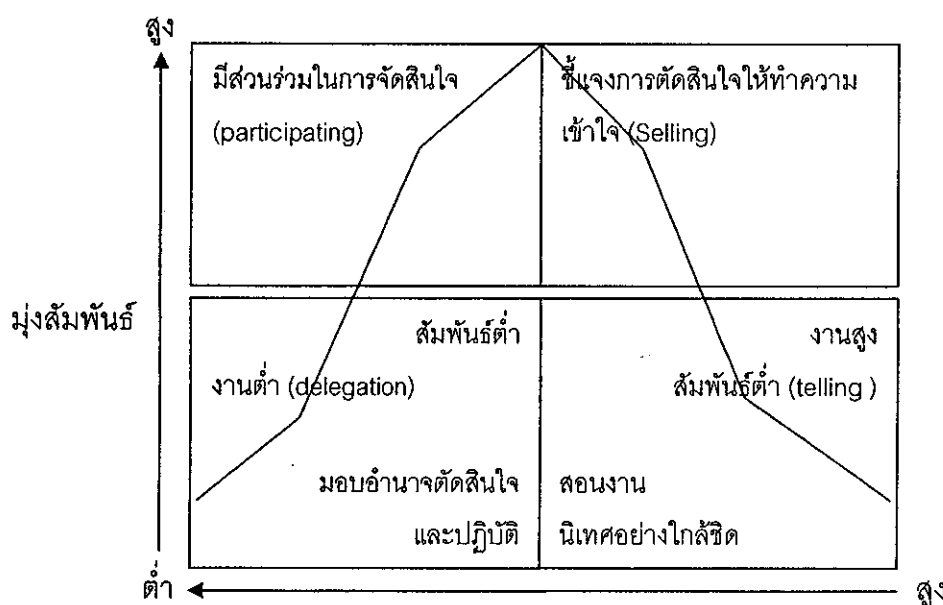 สูง
มีส่วนร่วมในการจัดสินใจ
(participating)
ชี้แจงการตัดสินใจให้ทำความ
เข้าใจ (Selling)
มุ่งสัมพันธ์
สัมพันธ์ต่ำ
งานต่ำ (delegation)
งานสูง
สัมพันธ์ต่ำ (telling )
มอบอำนาจตัดสินใจ
และปฏิบัติ
สอนงาน
นิเทศอย่างใกล้ชิด
ต่ำ
สูง